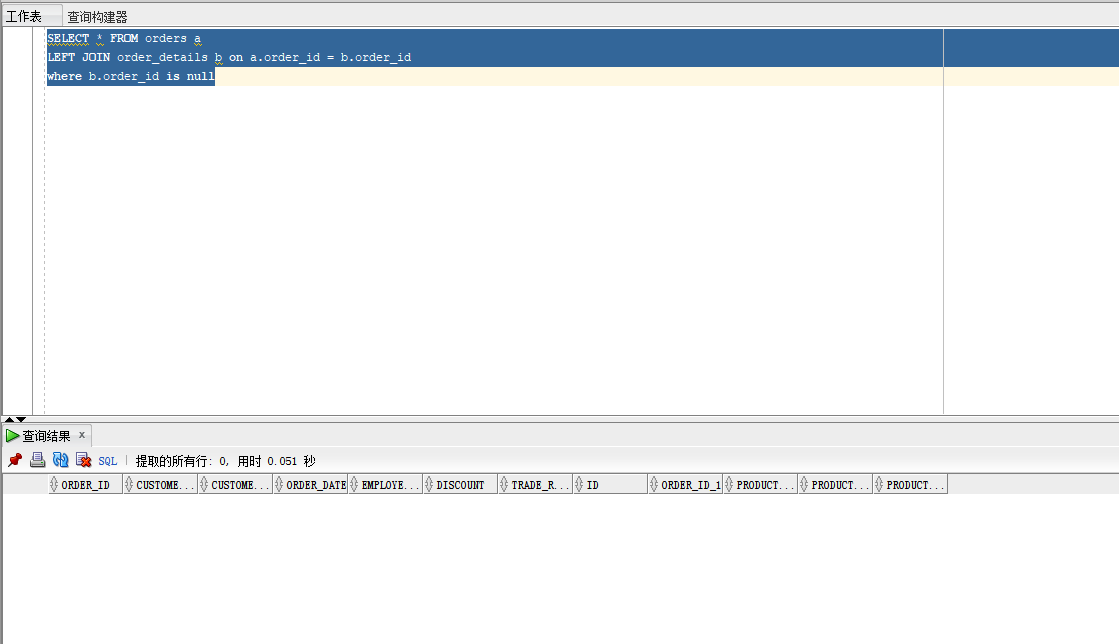 工作表 查询构建器
SELECT * FROM orders a
LEFT JOIN order_details b on a.order_id = b.order_id
where b.order_id is null
查询结果 x
SQL | 提取的所有行: 0, 用时 0.051 秒
ORDER_ID CUSTOME... CUSTOME... ORDER_DATE EMPLOYE... DISCOUNT TRADE_R... ID ORDER_ID_1 PRODUCT... PRODUCT... PRODUCT...